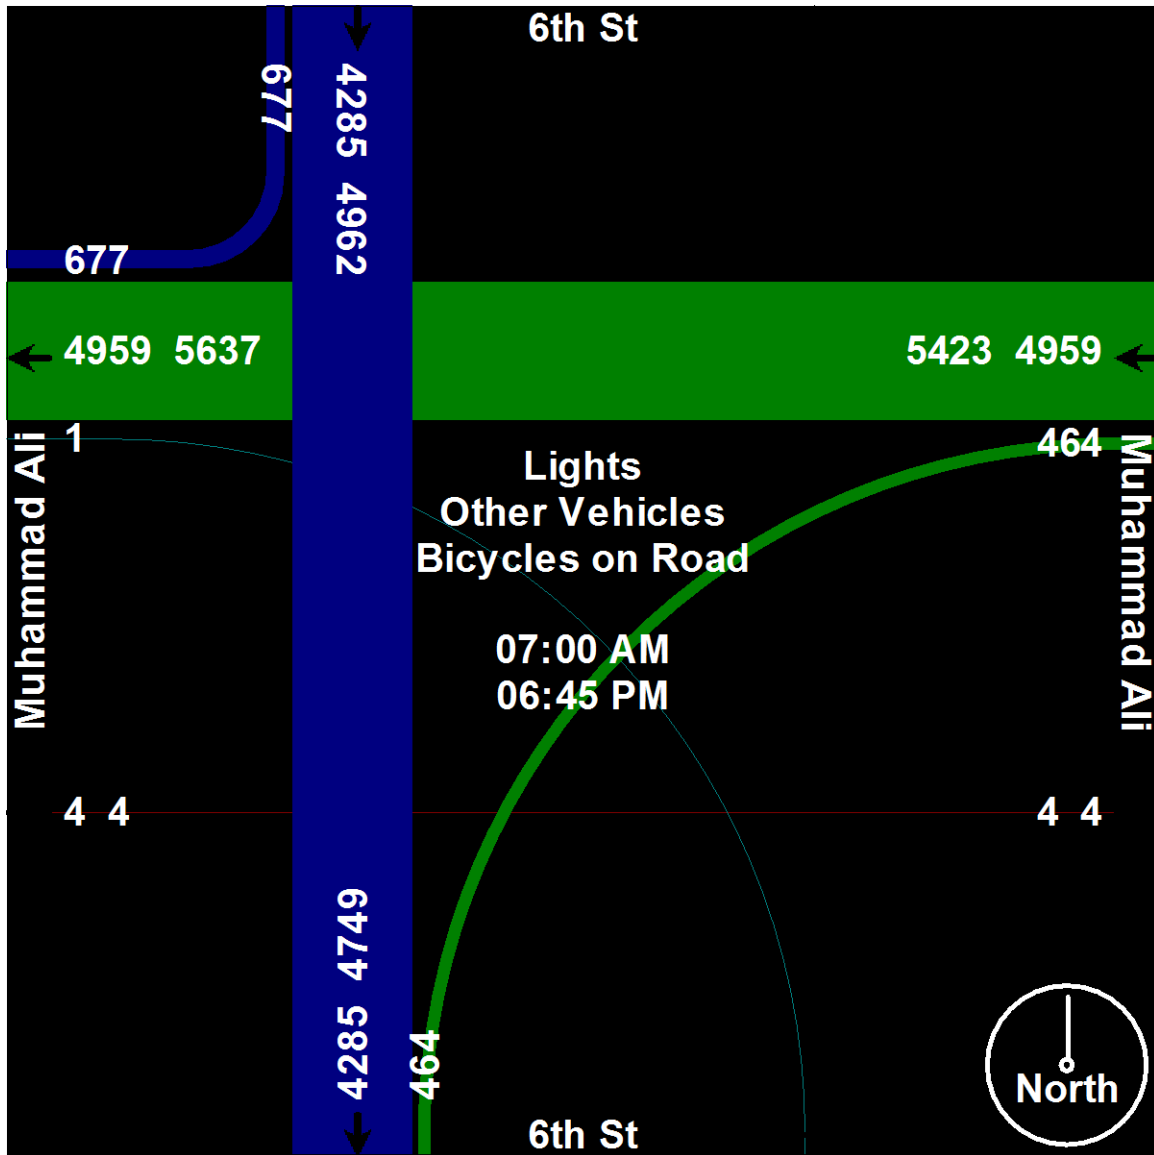 6th St
677
4285 4962
677
4959 5637
5423 4959
1
464
Muhammad Ali
Muhammad Ali
Lights
Other Vehicles
Bicycles on Road
07:00 AM
06:45 PM
4 4
4 4
4285 4749
464
North
6th St